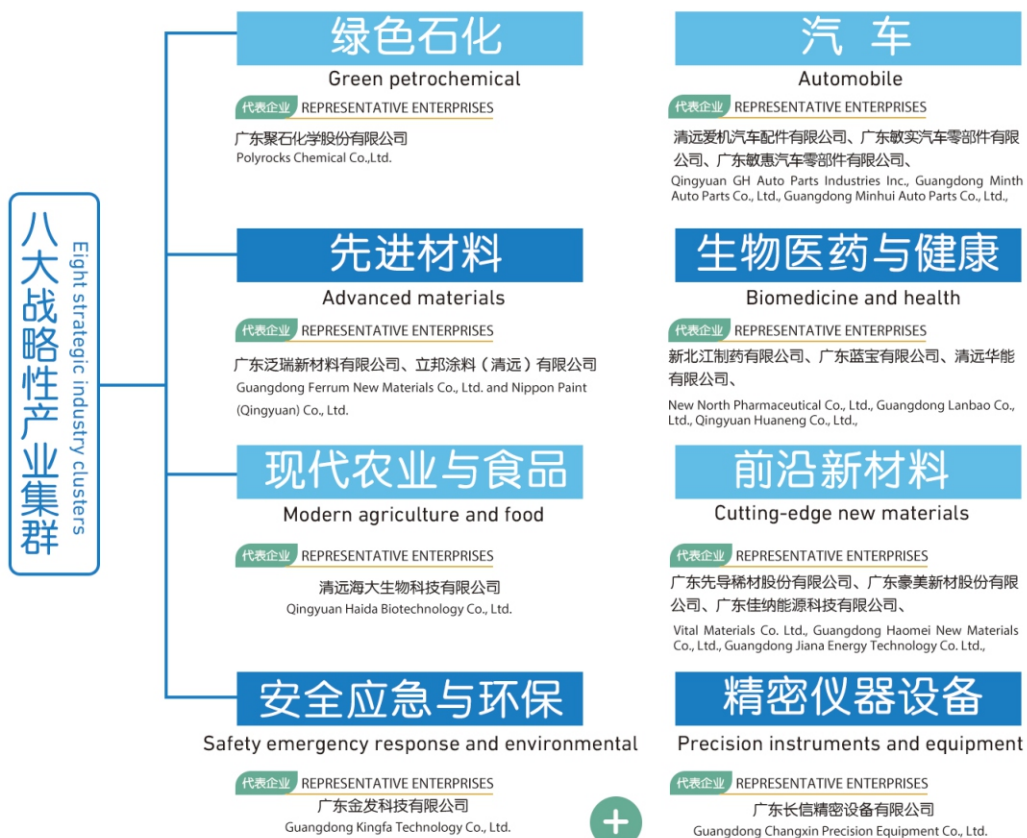 八大战略性产业集群
Eight strategic industry clusters
绿色石化
Green petrochemical
代表企业 REPRESENTATIVE ENTERPRISES
广东聚石化学股份有限公司
Polyrocks Chemical Co.,Ltd.
汽 车
Automobile
代表企业 REPRESENTATIVE ENTERPRISES
清远爱机汽车配件有限公司、广东敏实汽车零部件有限
公司、广东敏惠汽车零部件有限公司、
Qingyuan GH Auto Parts Industries Inc., Guangdong Minth
Auto Parts Co., Ltd., Guangdong Minhui Auto Parts Co., Ltd.,
先进材料
Advanced materials
代表企业 REPRESENTATIVE ENTERPRISES
广东泛瑞新材料有限公司、立邦涂料（清远）有限公司
Guangdong Ferrum New Materials Co., Ltd. and Nippon Paint
(Qingyuan) Co., Ltd.
生物医药与健康
Biomedicine and health
代表企业 REPRESENTATIVE ENTERPRISES
新北江制药有限公司、广东蓝宝有限公司、清远华能
有限公司、
New North Pharmaceutical Co., Ltd., Guangdong Lanbao Co.,
Ltd., Qingyuan Huaneng Co., Ltd.,
现代农业与食品
Modern agriculture and food
代表企业 REPRESENTATIVE ENTERPRISES
清远海大生物科技有限公司
Qingyuan Haida Biotechnology Co., Ltd.
前沿新材料
Cutting-edge new materials
代表企业 REPRESENTATIVE ENTERPRISES
广东先导稀材股份有限公司、广东豪美新材股份有限
公司、广东佳纳能源科技有限公司、
Vital Materials Co. Ltd., Guangdong Haomei New Materials
Co., Ltd., Guangdong Jiana Energy Technology Co. Ltd.,
安全应急与环保
Safety emergency response and environmental
代表企业 REPRESENTATIVE ENTERPRISES
广东金发科技有限公司
Guangdong Kingfa Technology Co., Ltd.
精密仪器设备
Precision instruments and equipment
代表企业 REPRESENTATIVE ENTERPRISES
广东长信精密设备有限公司
Guangdong Changxin Precision Equipment Co., Ltd.
+